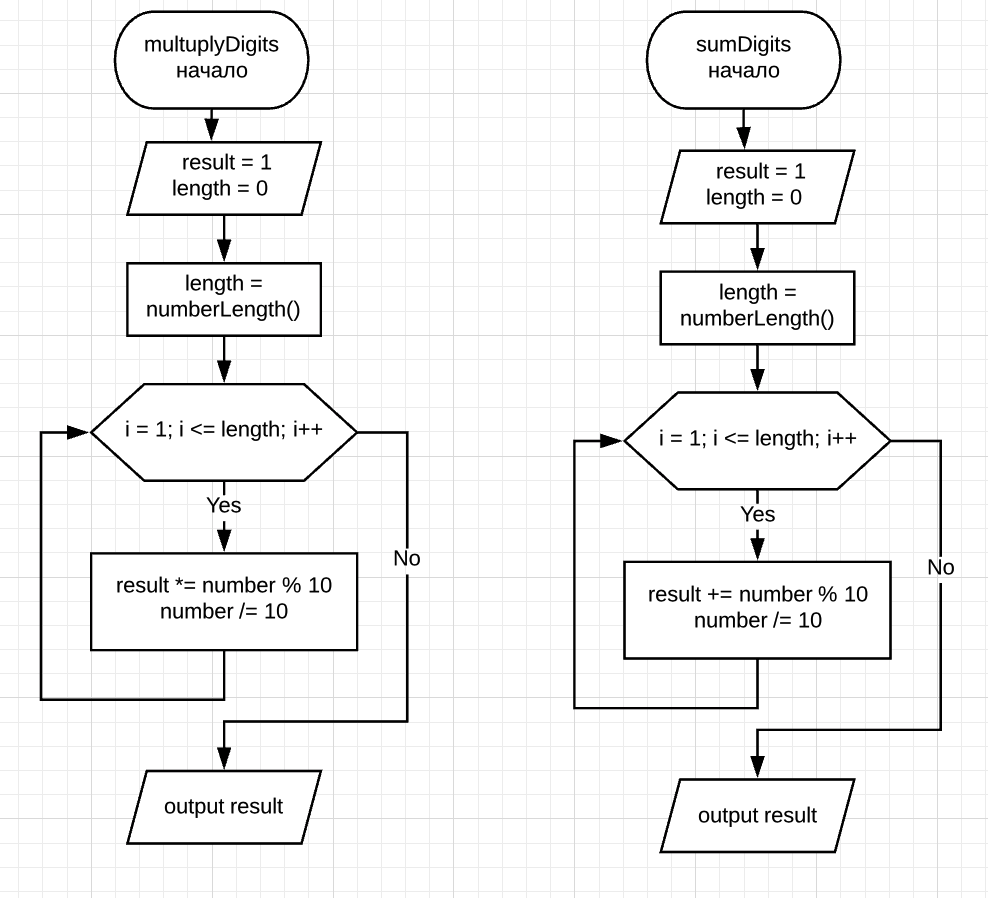 multuplyDigits
начало
result = 1
length = 0
length =
numberLength()
i = 1; i <= length; i++
Yes
No
result *= number % 10
number /= 10
output result
sumDigits
начало
result = 1
length = 0
length =
numberLength()
i = 1; i <= length; i++
Yes
No
result += number % 10
number /= 10
output result